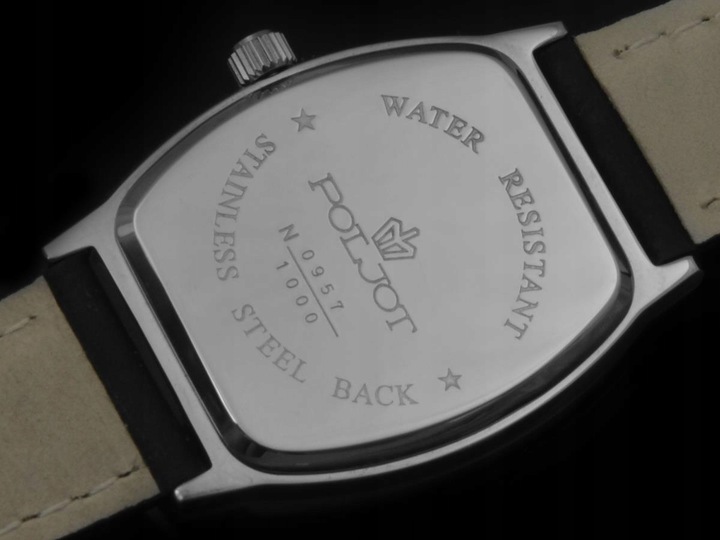 WATER RESISTANT
POLJOT
N 0957
1000
STAINLESS STEEL BACK